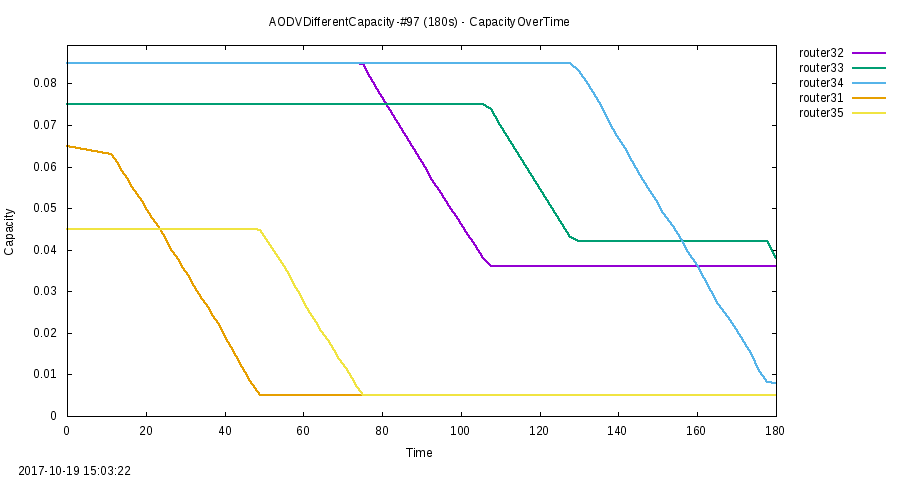 AODVDifferentCapacity-#97 (180s) - CapacityOverTime
router32
router33
router34
router31
router35
0.08
0.07
0.06
0.05
0.04
0.03
0.02
0.01
0
Capacity
0 20 40 60 80 100 120 140 160 180
Time
2017-10-19 15:03:22